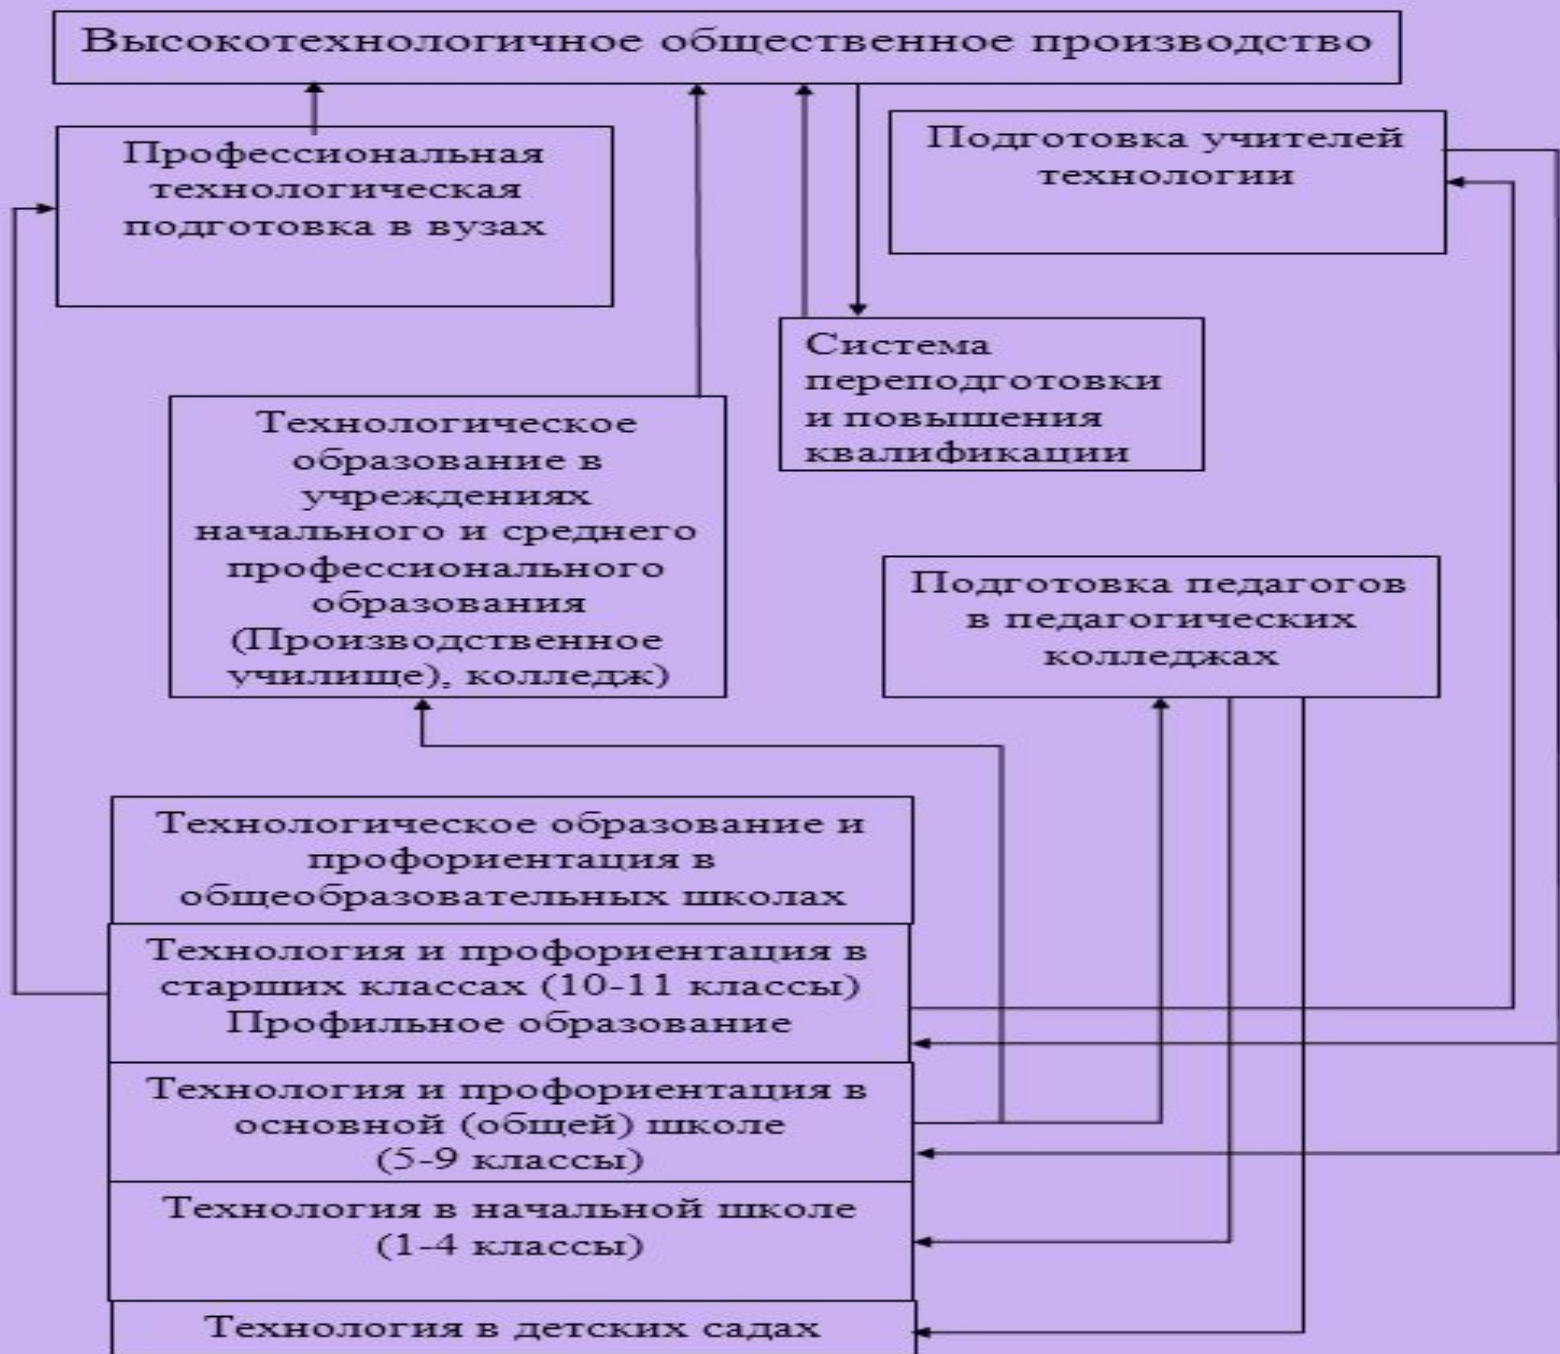 Высокотехнологичное общественное производство
Профессиональная
технологическая
подготовка в вузах
Подготовка учителей
технологии
Система
переподготовки
и повышения
квалификации
Технологическое
образование в
учреждениях
начального и среднего
профессионального
образования
(Производственное
училище), колледж)
Подготовка педагогов
в педагогических
колледжах
Технологическое образование и
профориентация в
общеобразовательных школах
Технология и профориентация в
старших классах (10-11 классы)
Профильное образование
Технология и профориентация в
основной (общей) школе
(5-9 классы)
Технология в начальной школе
(1-4 классы)
Технология в детских садах